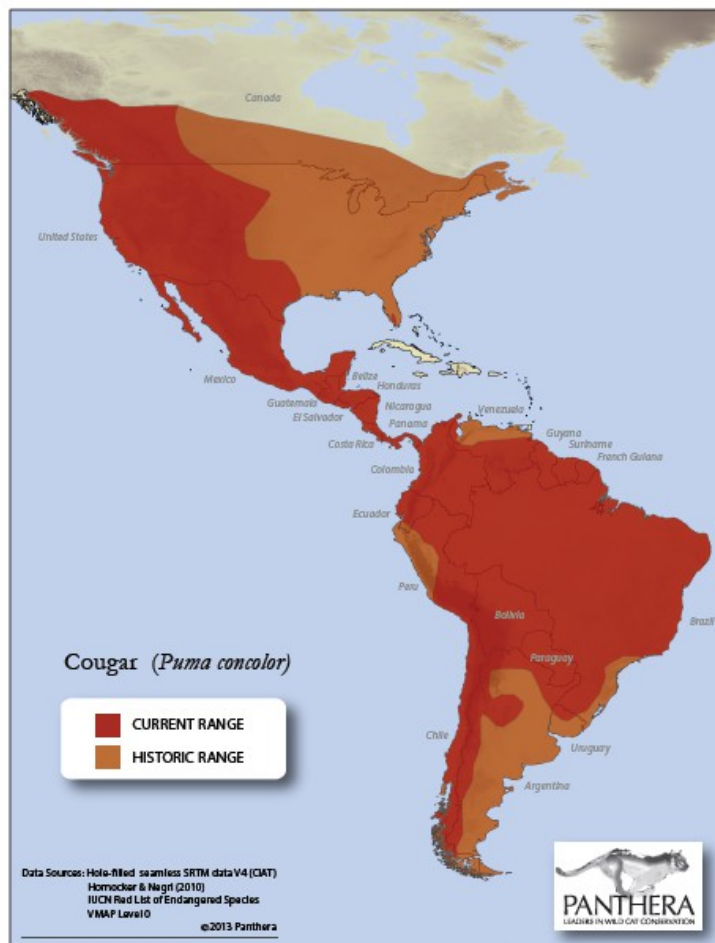 Canada
United States
Mexico
Belize
Honduras
Guatemala
Nicaragua
El Salvador
Venezuela
Panama
Costa Rica
Guyana
Suriname
French Guiana
Colombia
Ecuador
Peru
Bolivia
Brazil
Paraguay
Cougar (Puma concolor)
CURRENT RANGE
HISTORIC RANGE
Chile
Uruguay
Argentina
Data Sources: Hole-filled seamless SRTM data V4 (CIAT)
Hornocker & Negri (2010)
IUCN Red List of Endangered Species
VMAP Level 0
©2013 Panthera
PANTHERA
LEADERS IN WILD CAT CONSERVATION